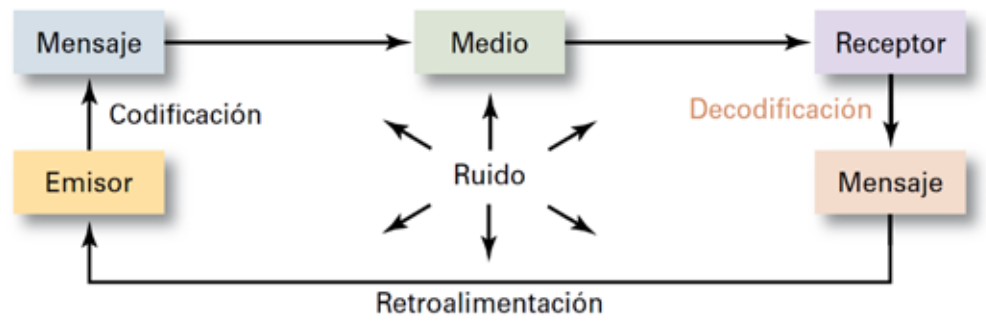 Mensaje
Medio
Receptor
Codificación
Decodificación
Emisor
Ruido
Mensaje
Retroalimentación